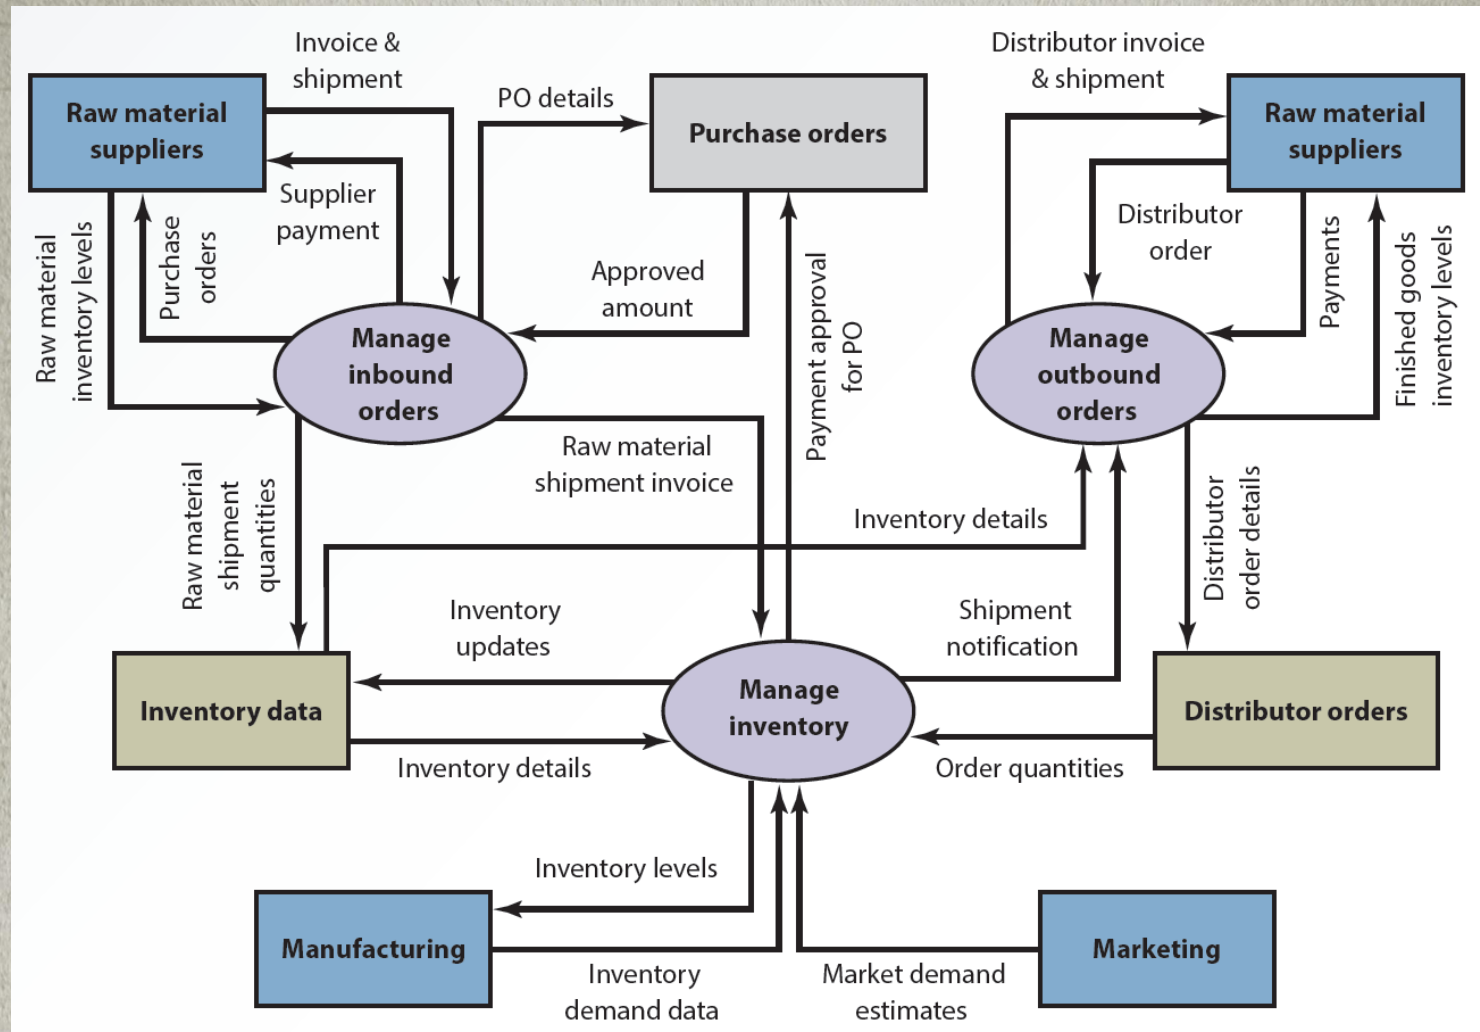 Invoice &
shipment
Distributor invoice
& shipment
Raw material
suppliers
PO details
Purchase orders
Raw material
suppliers
Supplier
payment
Raw material
inventory levels
Purchase
orders
Distributor
order
Payments
Finished goods
inventory levels
Approved
amount
Payment approval
for PO
Manage
inbound
orders
Manage
outbound
orders
Raw material
shipment
quantities
Raw material
shipment invoice
Inventory details
Distributor
order details
Inventory
updates
Shipment
notification
Inventory data
Manage
inventory
Distributor orders
Inventory details
Order quantities
Inventory levels
Manufacturing
Marketing
Inventory
demand data
Market demand
estimates